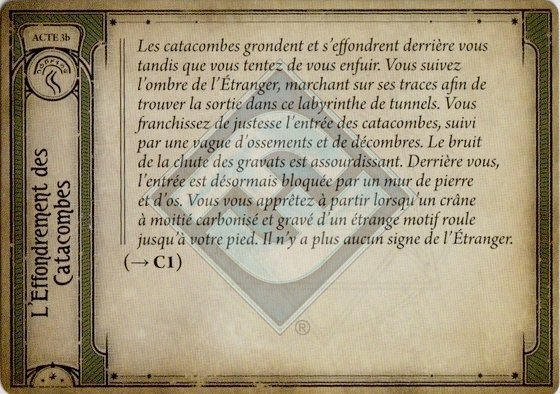 ACTE 3b
L'Effondrement des
Catacombes
Les catacombes grondent et s'effondrent derrière vous
tandis que vous tentez de vous enfuir. Vous suivez
l'ombre de l'Étranger, marchant sur ses traces afin de
trouver la sortie dans ce labyrinthe de tunnels. Vous
franchissez de justesse l'entrée des catacombes, suivi
par une vague d'ossements et de décombres. Le bruit
de la chute des gravats est assourdissant. Derrière vous,
l'entrée est désormais bloquée par un mur de pierre
et d'os. Vous vous apprêtez à partir lorsqu'un crâne
à moitié carbonisé et gravé d'un étrange motif roule
jusqu'à votre pied. Il n'y a plus aucun signe de l'Étranger.
(→ C1)
®